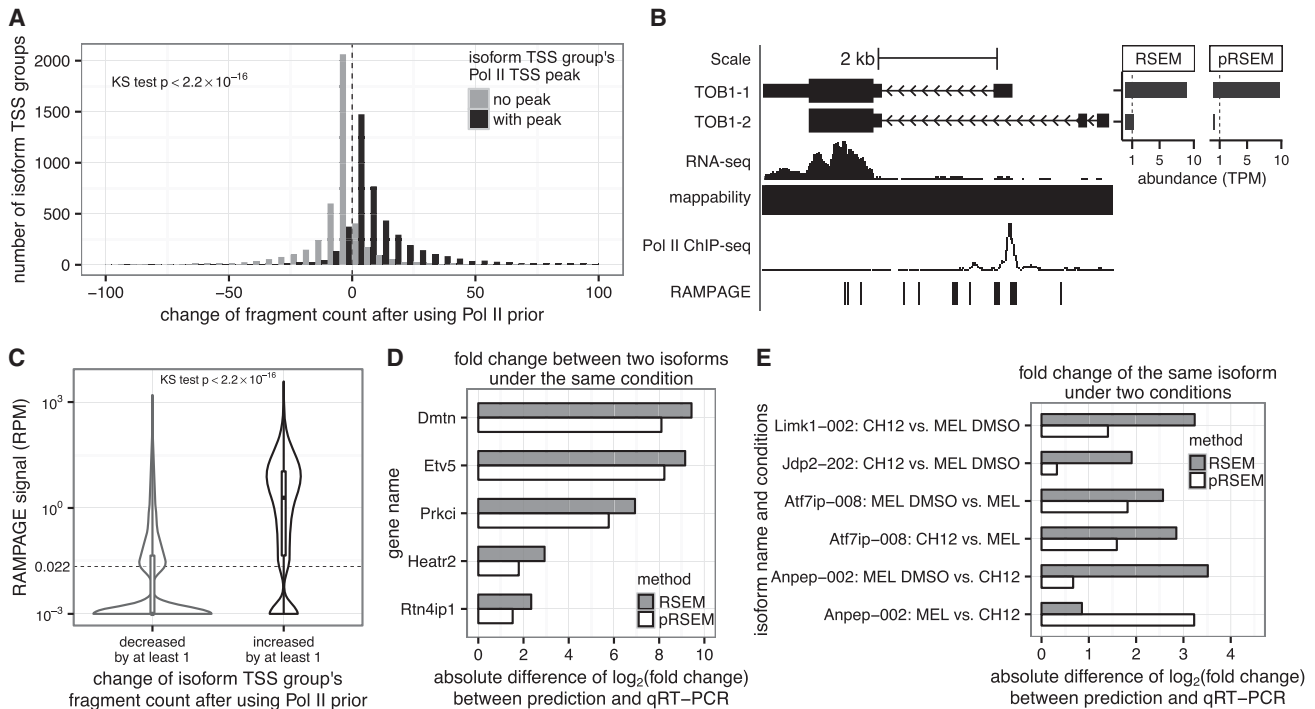 A
number of isoform TSS groups
2000
1500
1000
500
0
KS test p < 2.2 × 10⁻¹⁶
isoform TSS group's
Pol II TSS peak
no peak
with peak
−100 −50 0 50 100
change of fragment count after using Pol II prior
B
Scale 2 kb
RSEM pRSEM
TOB1-1
TOB1-2
RNA-seq
1 5 10 1 5 10
abundance (TPM)
mappability
Pol II ChIP-seq
RAMPAGE
C
RAMPAGE signal (RPM)
KS test p < 2.2 × 10⁻¹⁶
10³
10⁰
0.022
10⁻³
decreased
by at least 1
increased
by at least 1
change of isoform TSS group's
fragment count after using Pol II prior
D
fold change between two isoforms
under the same condition
gene name
Dmtn
Etv5
Prkci
Heatr2
Rtn4ip1
method
RSEM
pRSEM
0 2 4 6 8 10
absolute difference of log₂(fold change)
between prediction and qRT−PCR
E
fold change of the same isoform
under two conditions
isoform name and conditions
Limk1−002: CH12 vs. MEL DMSO
Jdp2−202: CH12 vs. MEL DMSO
Atf7ip−008: MEL DMSO vs. MEL
Atf7ip−008: CH12 vs. MEL
Anpep−002: MEL DMSO vs. CH12
Anpep−002: MEL vs. CH12
method
RSEM
pRSEM
0 1 2 3 4
absolute difference of log₂(fold change)
between prediction and qRT−PCR